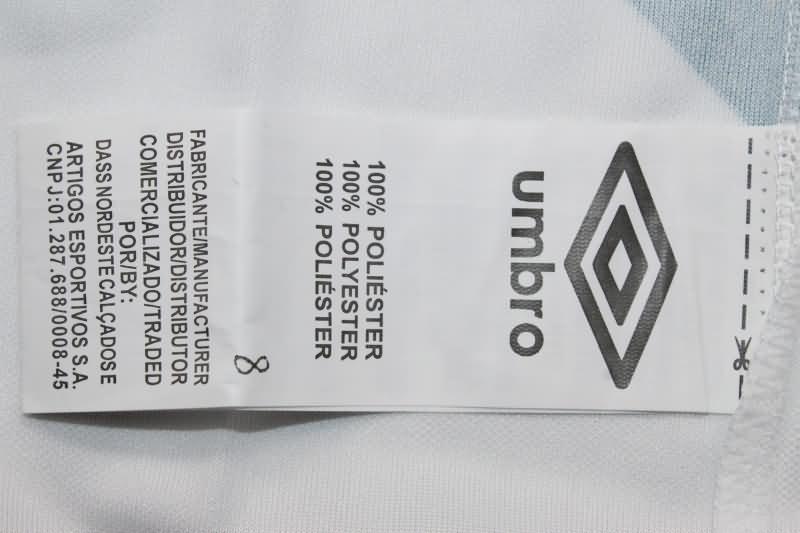 umbro
100% POLIÉSTER
100% POLYESTER
100% POLIÉSTER
8
FABRICANTE/MANUFACTURER
DISTRIBUIDOR/DISTRIBUTOR
COMERCIALIZADO/TRADED
POR/BY:
DASS NORDESTE CALÇADOS E
ARTIGOS ESPORTIVOS S.A.
CNPJ:01.287.688/0008-45